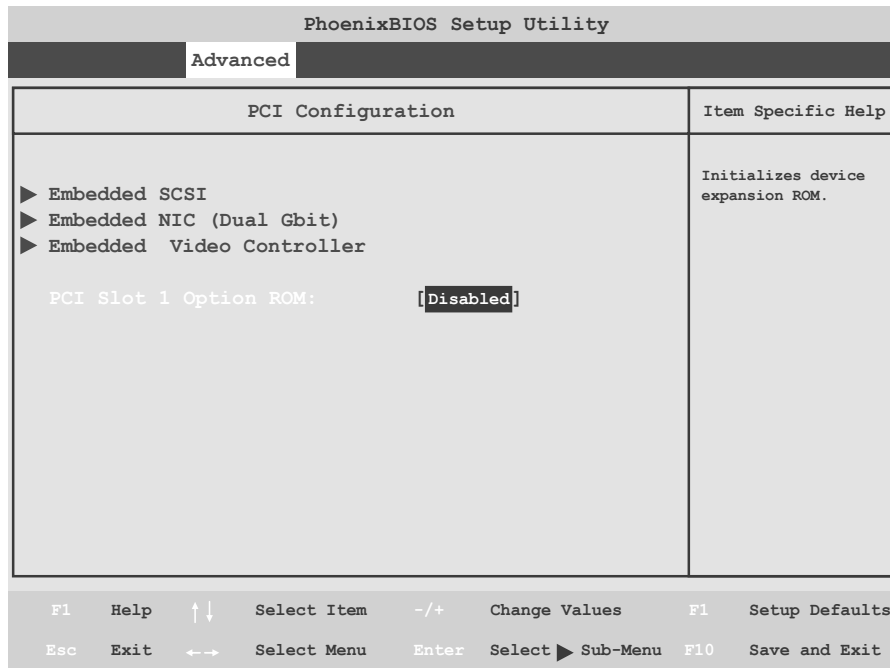 PhoenixBIOS Setup Utility
Advanced
PCI Configuration
Item Specific Help
Embedded SCSI
Embedded NIC (Dual Gbit)
Embedded  Video Controller
PCI Slot 1 Option ROM: [Disabled]
Initializes device
expansion ROM.
F1 Help ↑↓ Select Item -/+ Change Values F1 Setup Defaults
Esc Exit ←→ Select Menu Enter Select ▶ Sub-Menu F10 Save and Exit